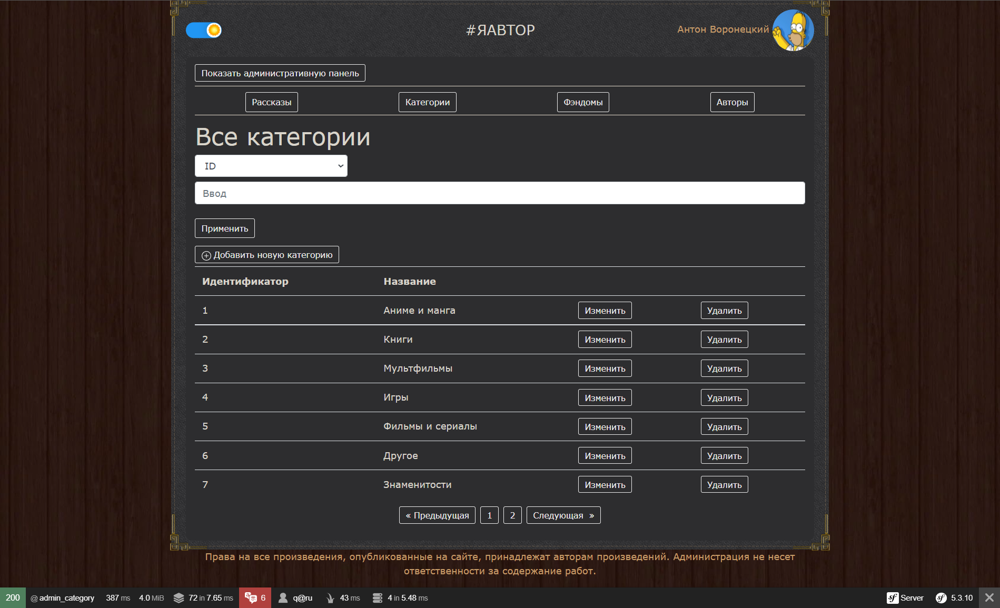 #ЯАВТОР
Антон Воронецкий
Показать административную панель
Рассказы Категории Фэндомы Авторы
Все категории
ID
Ввод
Применить
Добавить новую категорию
Идентификатор Название
1 Аниме и манга Изменить Удалить
2 Книги Изменить Удалить
3 Мультфильмы Изменить Удалить
4 Игры Изменить Удалить
5 Фильмы и сериалы Изменить Удалить
6 Другое Изменить Удалить
7 Знаменитости Изменить Удалить
« Предыдущая 1 2 Следующая »
Права на все произведения, опубликованные на сайте, принадлежат авторам произведений. Администрация не несет
ответственности за содержание работ.
200 @ admin_category 387 ms 4.0 MiB 72 in 7.65 ms 6 q@ru 43 ms 4 in 5.48 ms sf Server sf 5.3.10